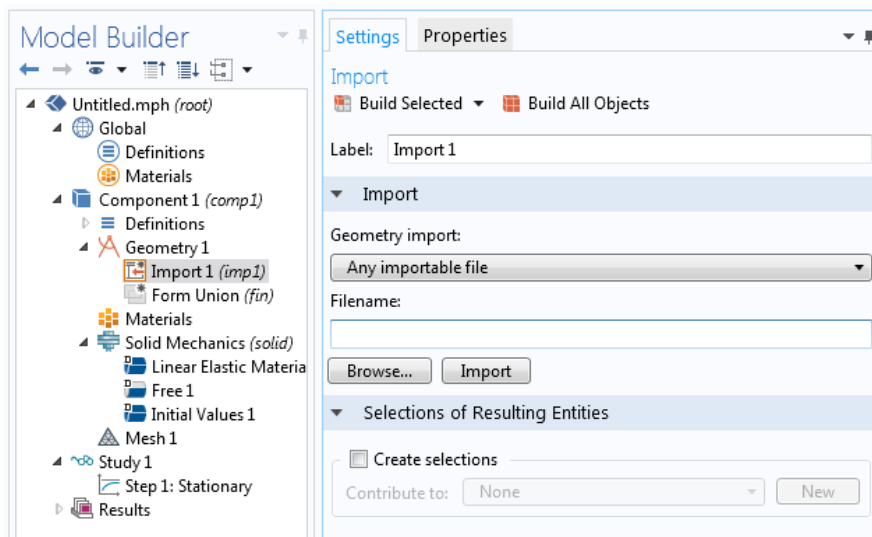 Model Builder
Untitled.mph (root)
Global
Definitions
Materials
Component 1 (comp1)
Definitions
Geometry 1
Import 1 (imp1)
Form Union (fin)
Materials
Solid Mechanics (solid)
Linear Elastic Materia
Free 1
Initial Values 1
Mesh 1
Study 1
Step 1: Stationary
Results
Settings Properties
Import
Build Selected Build All Objects
Label: Import 1
Import
Geometry import:
Any importable file
Filename:
Browse... Import
Selections of Resulting Entities
Create selections
Contribute to: None New